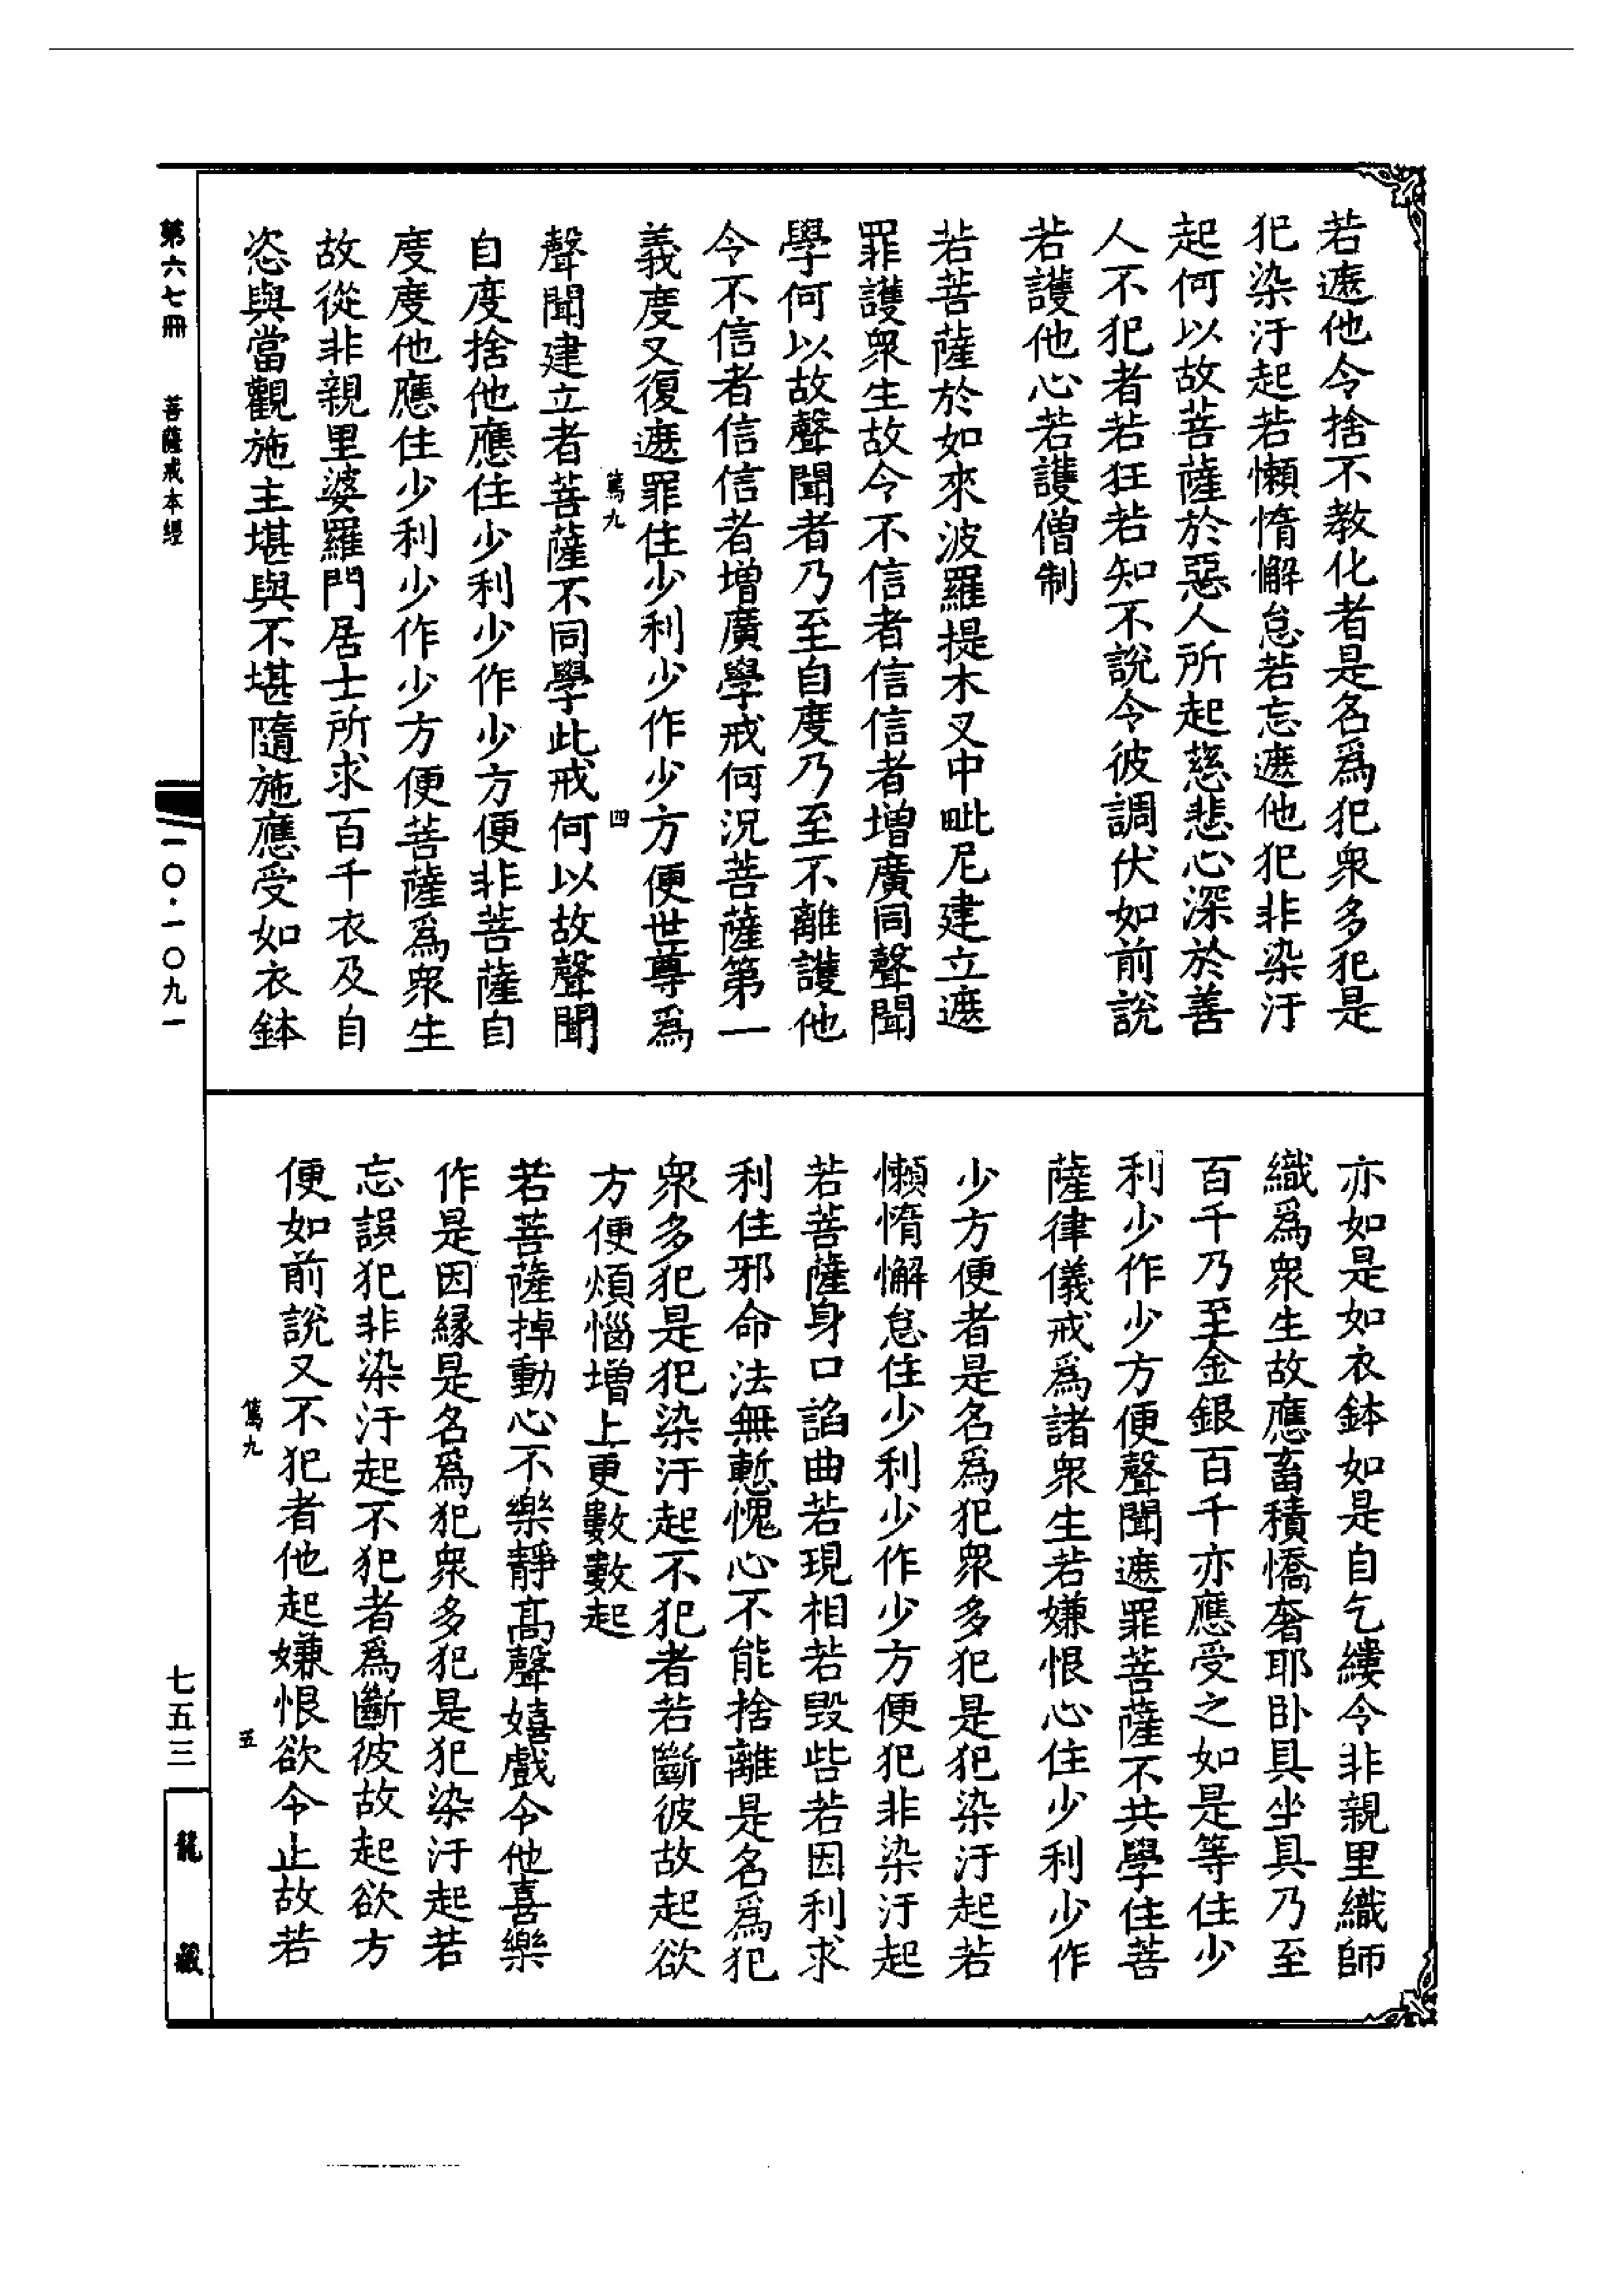 若遮他令捨不教化者是名爲犯衆多犯是
犯染汙起若懶惰懈怠若忘遮他犯非染汙
起何以故菩薩於惡人所起慈悲心深於善
人不犯者若狂若知不說令彼調伏如前說
若護他心若護僧制
若菩薩於如來波羅提木叉中毗尼建立遮
罪護衆生故令不信者信信者增廣同聲聞
學何以故聲聞者乃至自度乃至不離護他
令不信者信信者增廣學戒何況菩薩第一
義度又復遮罪住少利少作少方便世尊爲
篤九
四
聲聞建立者菩薩不同學此戒何以故聲聞
自度捨他應住少利少作少方便非菩薩自
度度他應住少利少作少方便菩薩爲衆生
故從非親里婆羅門居士所求百千衣及自
恣與當觀施主堪與不堪隨施應受如衣鉢
亦如是如衣鉢如是自乞縷令非親里織師
織爲衆生故應畜積憍奢耶卧具坐具乃至
百千乃至金銀百千亦應受之如是等住少
利少作少方便聲聞遮罪菩薩不共學住菩
薩律儀戒爲諸衆生若嫌恨心住少利少作
少方便者是名爲犯衆多犯是犯染汙起若
懶惰懈怠住少利少作少方便犯非染汙起
若菩薩身口諂曲若現相若毀呰若因利求
利住邪命法無慙愧心不能捨離是名爲犯
衆多犯是犯染汙起不犯者若斷彼故起欲
方便煩惱增上更數數起
若菩薩掉動心不樂靜高聲嬉戲令他喜樂
作是因緣是名爲犯衆多犯是犯染汙起若
忘誤犯非染汙起不犯者爲斷彼故起欲方
便如前說又不犯者他起嫌恨欲令止故若
篤九
五
第六七冊
菩薩戒本經
一〇·一〇九一
七五三
龍藏